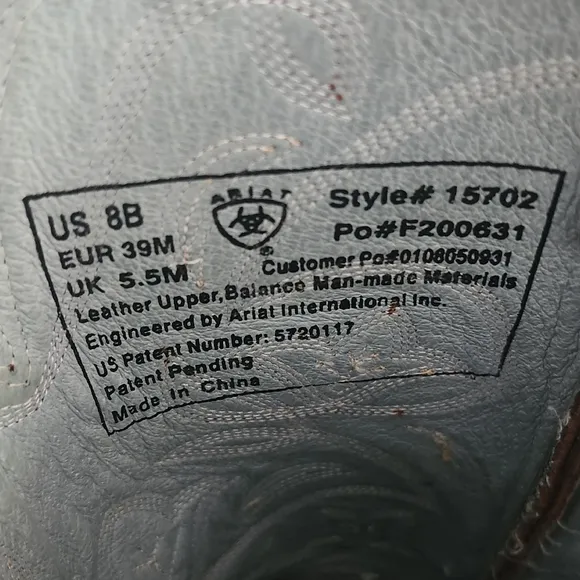 US 8B
EUR 39M
UK 5.5M
ARIAT
®
Style# 15702
Po#F200631
Customer Po#0108050931
Leather Upper,Balance Man-made Materials
Engineered by Ariat International Inc.
US Patent Number: 5720117
Patent Pending
Made In China